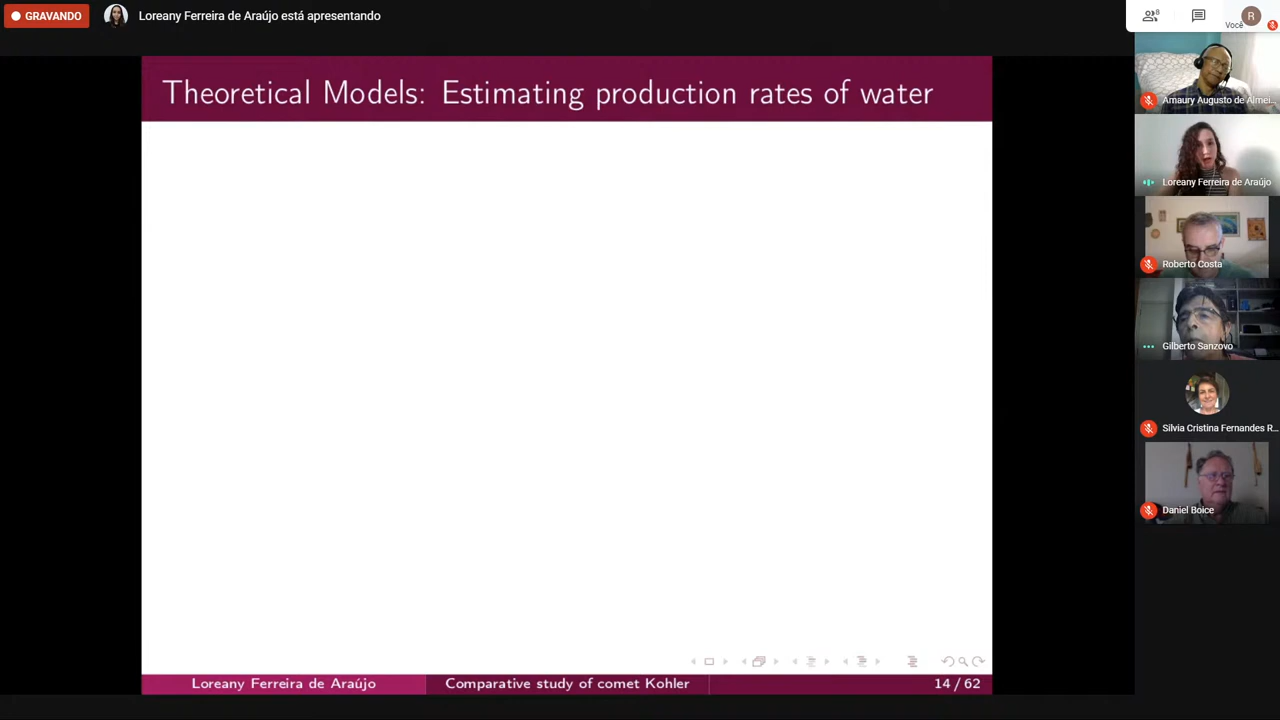 GRAVANDO
Loreany Ferreira de Araújo está apresentando
8
Você
R
Theoretical Models: Estimating production rates of water
Amaury Augusto de Almei...
Loreany Ferreira de Araújo
Roberto Costa
Gilberto Sanzovo
Silvia Cristina Fernandes R...
Daniel Boice
Loreany Ferreira de Araújo
Comparative study of comet Kohler
14 / 62